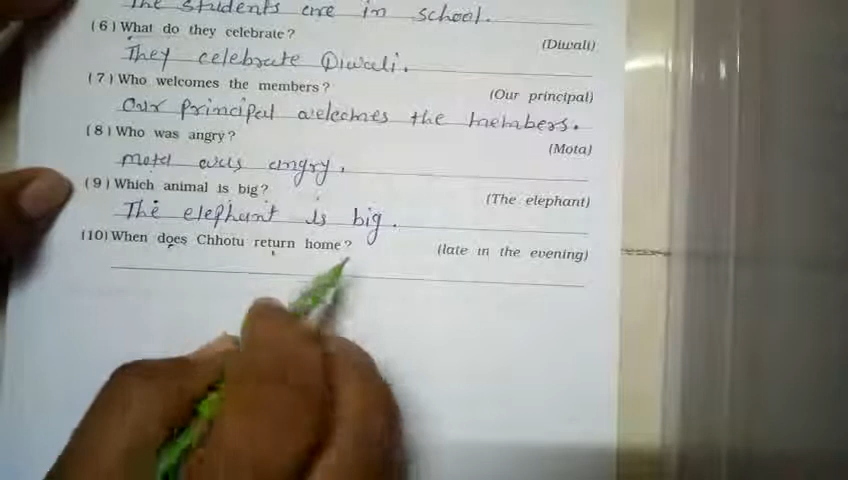 The students are in school.
(6) What do they celebrate? (Diwali)
They celebrate Diwali.
(7) Who welcomes the members? (Our principal)
Our principal welcomes the members.
(8) Who was angry? (Mota)
Mota was angry.
(9) Which animal is big? (The elephant)
The elephant is big.
(10) When does Chhotu return home? (late in the evening)